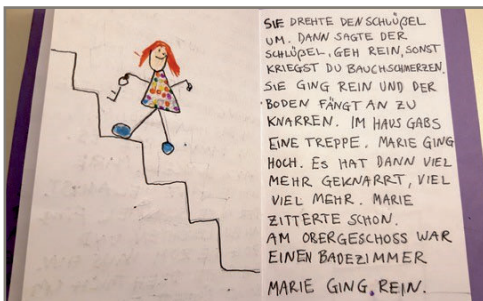 SIE DREHTE DEN SCHLÜßEL
UM. DANN SAGTE DER
SCHLÜßEL, GEH REIN, SONST
KRIEGST DU BAUCHSCHMERZEN.
SIE GING REIN UND DER
BODEN FÄNGT AN ZU
KNARREN. IM HAUS GABS
EINE TREPPE. MARIE GING
HOCH. ES HAT DANN VIEL
MEHR GEKNARRT, VIEL
VIEL MEHR. MARIE
ZITTERTE SCHON.
AM OBERGESCHOSS WAR
EINEN BADEZIMMER
MARIE GING. REIN.